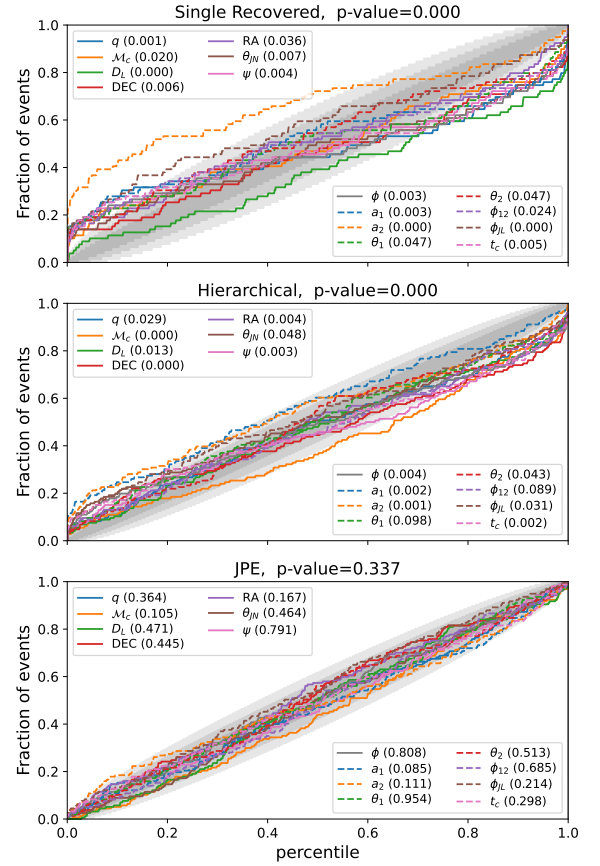 Single Recovered,  p-value=0.000
Fraction of events
1.0
0.8
0.6
0.4
0.2
0.0
q (0.001)
ℳc (0.020)
DL (0.000)
DEC (0.006)
RA (0.036)
θJN (0.007)
ψ (0.004)
ϕ (0.003)
a1 (0.003)
a2 (0.000)
θ1 (0.047)
θ2 (0.047)
ϕ12 (0.024)
ϕJL (0.000)
tc (0.005)
Hierarchical,  p-value=0.000
Fraction of events
1.0
0.8
0.6
0.4
0.2
0.0
q (0.029)
ℳc (0.000)
DL (0.013)
DEC (0.000)
RA (0.004)
θJN (0.048)
ψ (0.003)
ϕ (0.004)
a1 (0.002)
a2 (0.001)
θ1 (0.098)
θ2 (0.043)
ϕ12 (0.089)
ϕJL (0.031)
tc (0.002)
JPE,  p-value=0.337
Fraction of events
1.0
0.8
0.6
0.4
0.2
0.0
q (0.364)
ℳc (0.105)
DL (0.471)
DEC (0.445)
RA (0.167)
θJN (0.464)
ψ (0.791)
ϕ (0.808)
a1 (0.085)
a2 (0.111)
θ1 (0.954)
θ2 (0.513)
ϕ12 (0.685)
ϕJL (0.214)
tc (0.298)
0.0 0.2 0.4 0.6 0.8 1.0
percentile